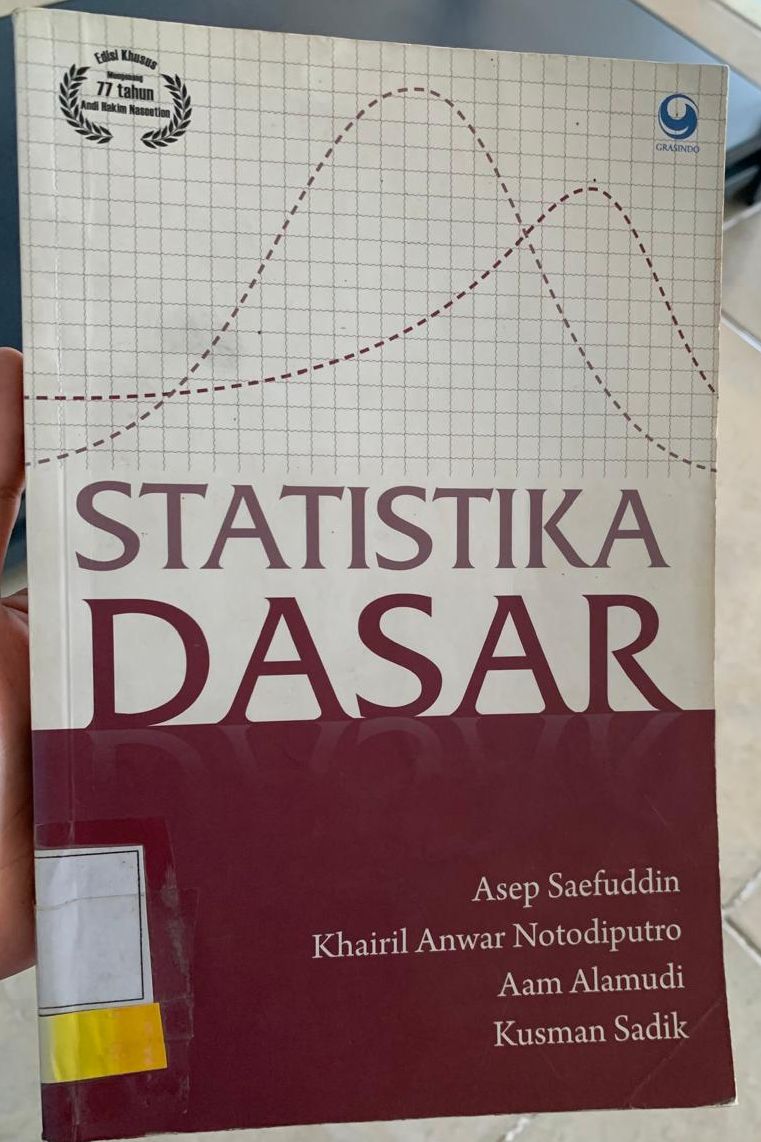 Edisi Khusus
Mengenang
77 tahun
Andi Hakim Nasoetion
GRASINDO
STATISTIKA
DASAR
Asep Saefuddin
Khairil Anwar Notodiputro
Aam Alamudi
Kusman Sadik